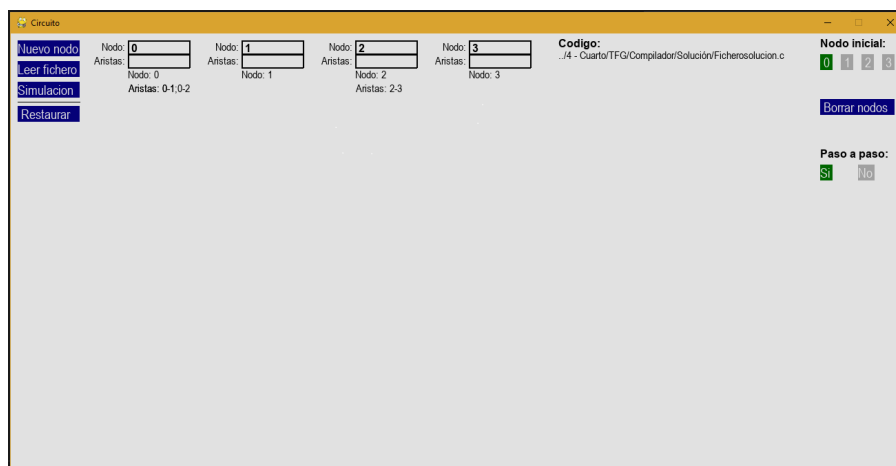 Circuito
Nuevo nodo
Leer fichero
Simulacion
Restaurar
Nodo: 0
Aristas:
Nodo: 0
Aristas: 0-1;0-2
Nodo: 1
Aristas:
Nodo: 1
Nodo: 2
Aristas:
Nodo: 2
Aristas: 2-3
Nodo: 3
Aristas:
Nodo: 3
Codigo:
../4 - Cuarto/TFG/Compilador/Solución/Ficherosolucion.c
Nodo inicial:
0 1 2 3
Borrar nodos
Paso a paso:
Si No